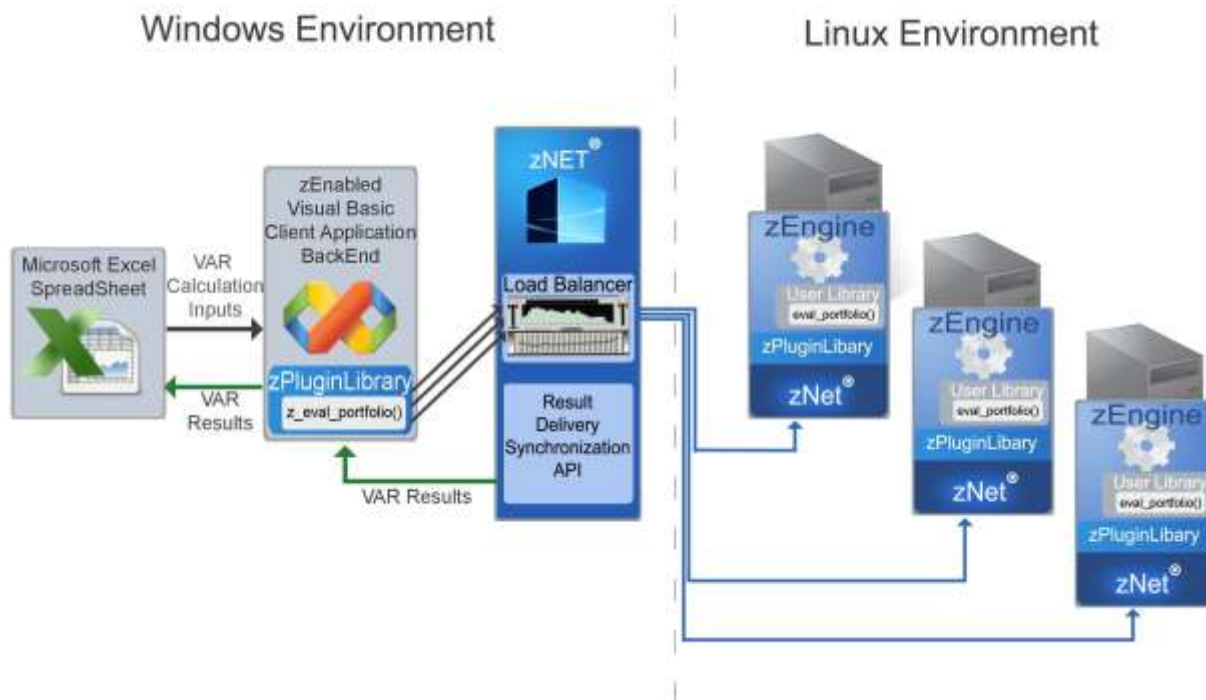 Windows Environment
Linux Environment
zNET®
zEnabled
Visual Basic
Client Application
BackEnd
Microsoft Excel
SpreadSheet
VAR
Calculation
Inputs
Load Balancer
zPluginLibrary
z_eval_portfolio()
VAR
Results
Result
Delivery
Synchronization
API
VAR Results
zEngine
User Library
eval_portfolio()
zPluginLibary
zNet®
zEngine
User Library
eval_portfolio()
zPluginLibary
zNet®
zEngine
User Library
eval_portfolio()
zPluginLibary
zNet®